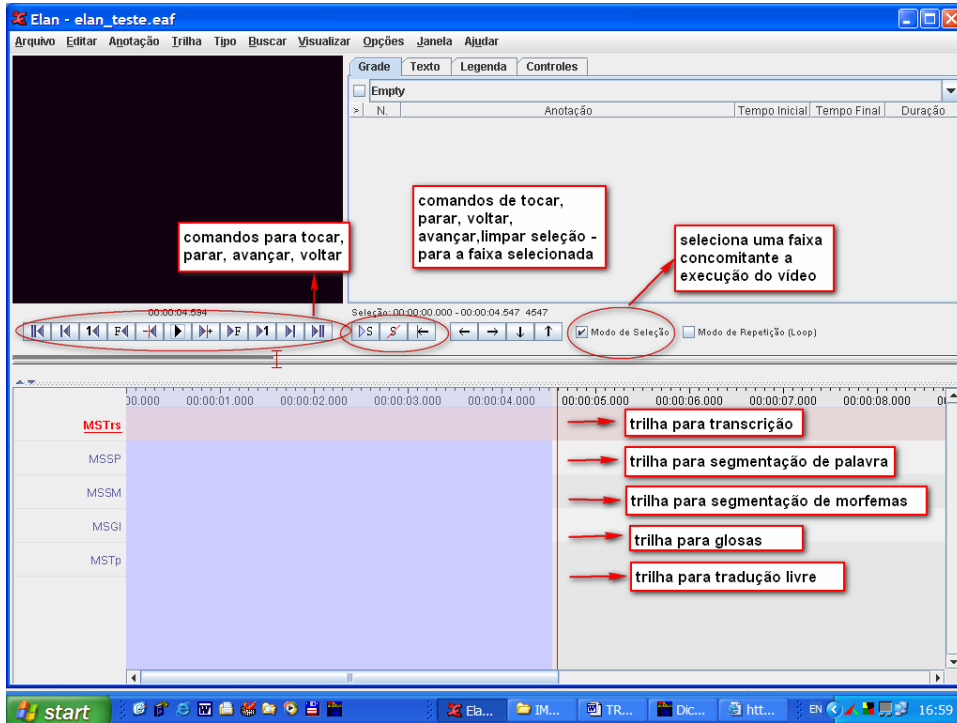 Elan - elan_teste.eaf
Arquivo Editar Anotação Trilha Tipo Buscar Visualizar Opções Janela Ajudar
Grade Texto Legenda Controles
Empty
> N. Anotação Tempo Inicial Tempo Final Duração
comandos para tocar,
parar, avançar, voltar
comandos de tocar,
parar, voltar,
avançar,limpar seleção -
para a faixa selecionada
seleciona uma faixa
concomitante a
execução do vídeo
00:00:04.594
Seleção: 00:00:00.000 - 00:00:04.547 4547
1 F F 1 S S
Modo de Seleção Modo de Repetição (Loop)
00.000 00:00:01.000 00:00:02.000 00:00:03.000 00:00:04.000 00:00:05.000 00:00:06.000 00:00:07.000 00:00:08.000
MSTrs trilha para transcrição
MSSP trilha para segmentação de palavra
MSSM trilha para segmentação de morfemas
MSGl trilha para glosas
MSTp trilha para tradução livre
start Ela... IM... TR... Dic... htt... EN 16:59